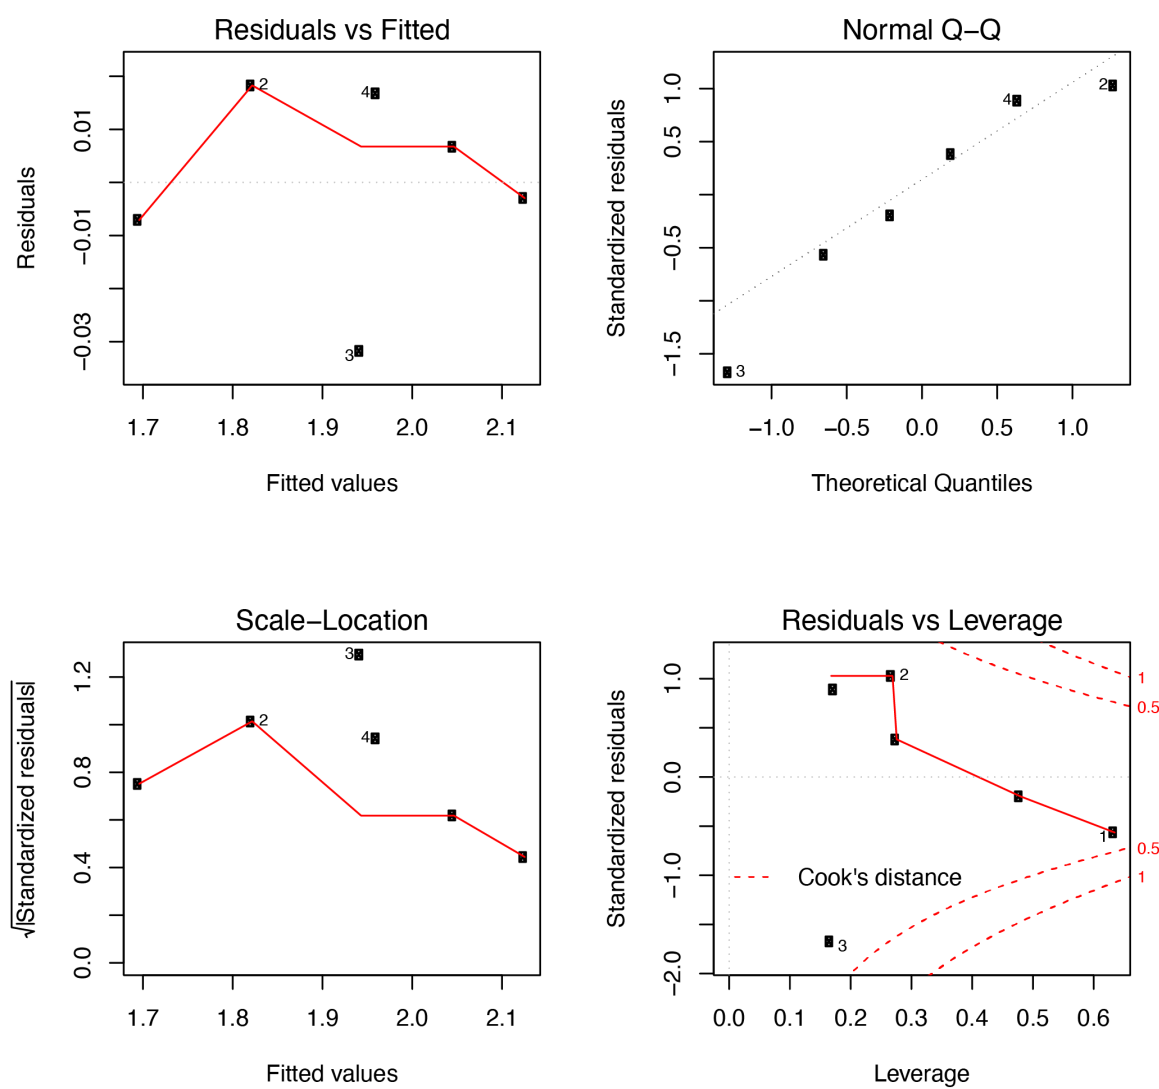 Residuals vs Fitted
Residuals
0.01
−0.01
−0.03
2
4
3
1.7 1.8 1.9 2.0 2.1
Fitted values
Normal Q−Q
Standardized residuals
1.0
0.5
−0.5
−1.5
4
2
3
−1.0 −0.5 0.0 0.5 1.0
Theoretical Quantiles
Scale−Location
√|Standardized residuals|
1.2
0.8
0.4
0.0
3
2
4
1.7 1.8 1.9 2.0 2.1
Fitted values
Residuals vs Leverage
Standardized residuals
1.0
0.0
−1.0
−2.0
2
1
3
1
0.5
0.5
1
Cook's distance
0.0 0.1 0.2 0.3 0.4 0.5 0.6
Leverage